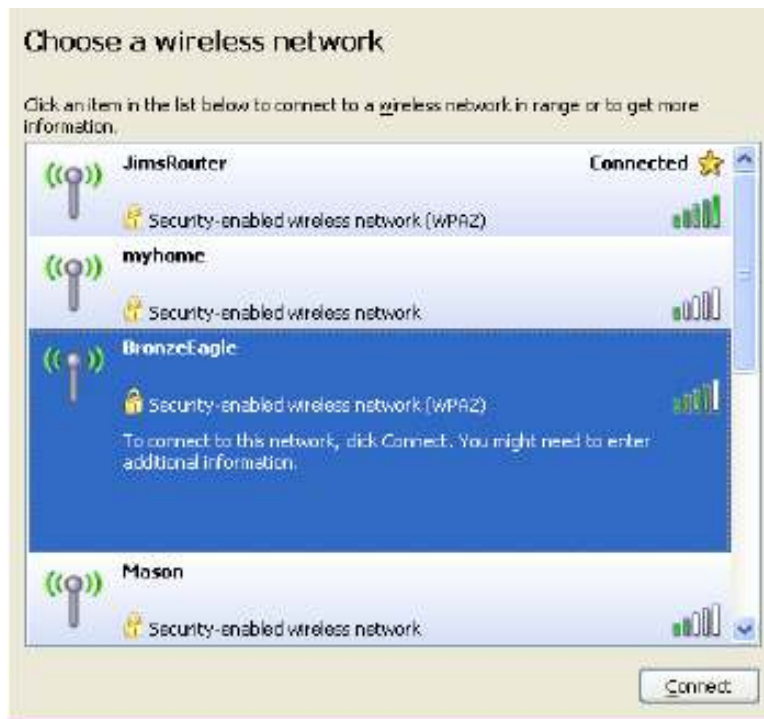 Choose a wireless network
Click an item in the list below to connect to a wireless network in range or to get more
information.
JimsRouter Connected
Security-enabled wireless network (WPA2)
myhome
Security-enabled wireless network
BronzeEagle
Security-enabled wireless network (WPA2)
To connect to this network, click Connect. You might need to enter
additional information.
Mason
Security-enabled wireless network
Connect